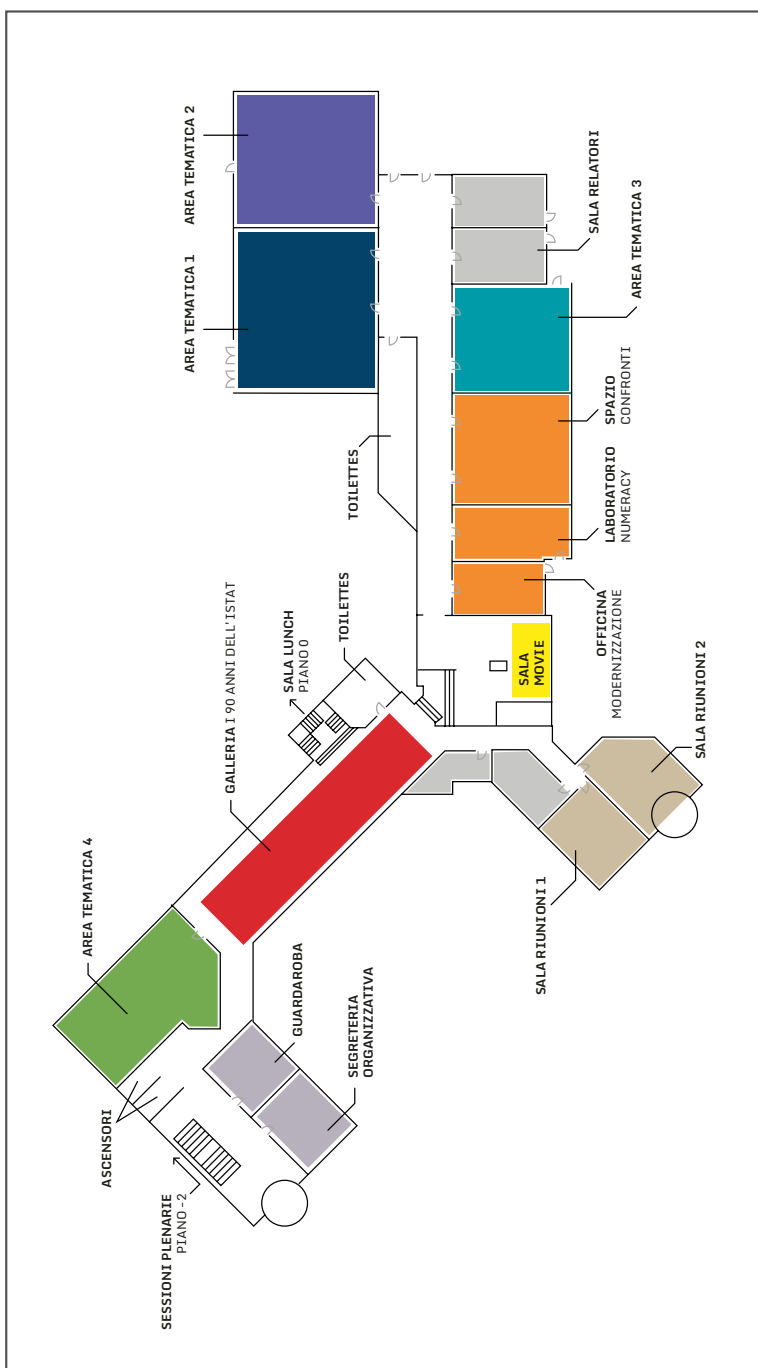 AREA TEMATICA 2
AREA TEMATICA 1
SALA RELATORI
AREA TEMATICA 3
SPAZIO
CONFRONTI
LABORATORIO
NUMERACY
TOILETTES
OFFICINA
MODERNIZZAZIONE
SALA
MOVIE
TOILETTES
SALA LUNCH
PIANO 0
GALLERIA I 90 ANNI DELL'ISTAT
SALA RIUNIONI 2
SALA RIUNIONI 1
AREA TEMATICA 4
GUARDAROBA
SEGRETERIA
ORGANIZZATIVA
ASCENSORI
SESSIONI PLENARIE
PIANO -2